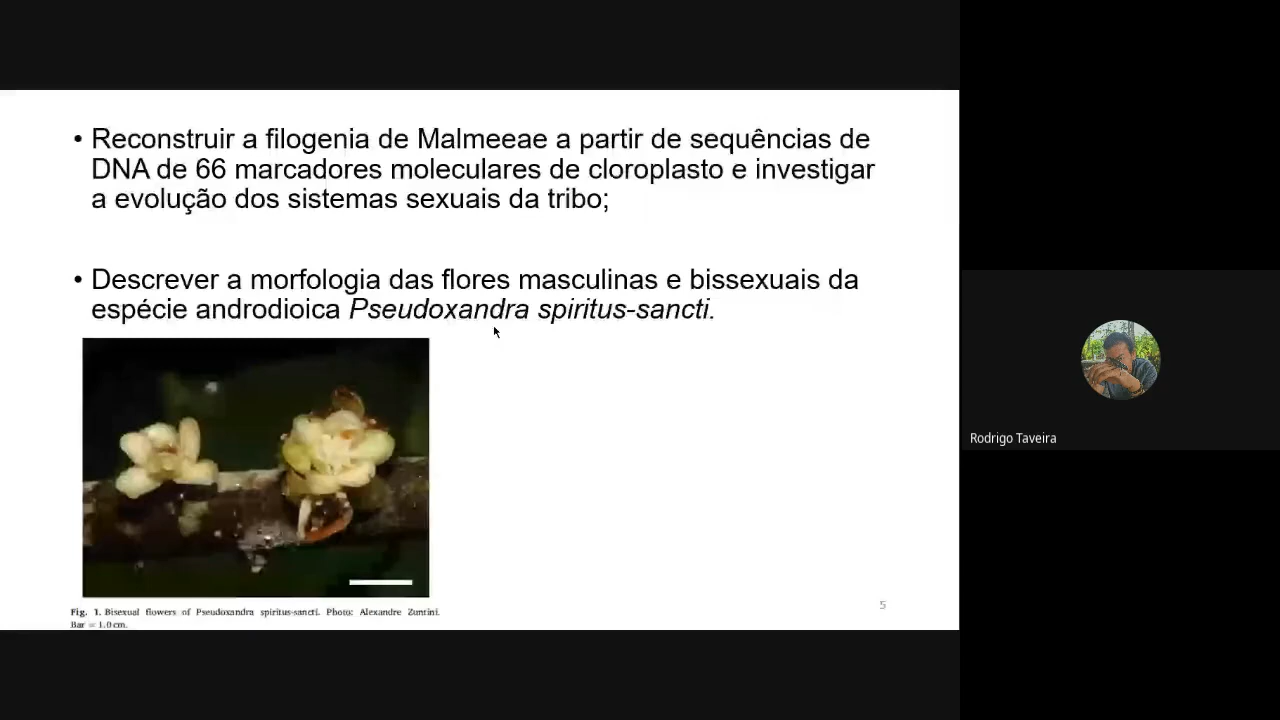 • Reconstruir a filogenia de Malmeeae a partir de sequências de
DNA de 66 marcadores moleculares de cloroplasto e investigar
a evolução dos sistemas sexuais da tribo;
• Descrever a morfologia das flores masculinas e bissexuais da
espécie androdioica Pseudoxandra spiritus-sancti.
Fig. 1. Bisexual flowers of Pseudoxandra spiritus-sancti. Photo: Alexandre Zuntini.
Bar = 1.0 cm.
5
Rodrigo Taveira